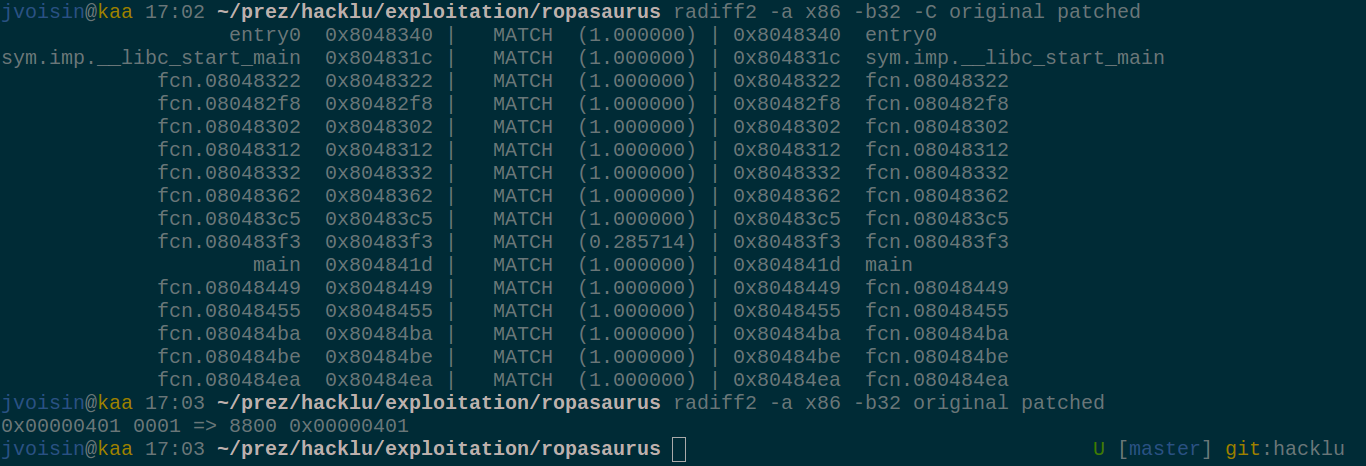 jvoisin@kaa 17:02 ~/prez/hacklu/exploitation/ropasaurus radiff2 -a x86 -b32 -C original patched
entry0 0x8048340 | MATCH (1.000000) | 0x8048340 entry0
sym.imp.__libc_start_main 0x804831c | MATCH (1.000000) | 0x804831c sym.imp.__libc_start_main
fcn.08048322 0x8048322 | MATCH (1.000000) | 0x8048322 fcn.08048322
fcn.080482f8 0x80482f8 | MATCH (1.000000) | 0x80482f8 fcn.080482f8
fcn.08048302 0x8048302 | MATCH (1.000000) | 0x8048302 fcn.08048302
fcn.08048312 0x8048312 | MATCH (1.000000) | 0x8048312 fcn.08048312
fcn.08048332 0x8048332 | MATCH (1.000000) | 0x8048332 fcn.08048332
fcn.08048362 0x8048362 | MATCH (1.000000) | 0x8048362 fcn.08048362
fcn.080483c5 0x80483c5 | MATCH (1.000000) | 0x80483c5 fcn.080483c5
fcn.080483f3 0x80483f3 | MATCH (0.285714) | 0x80483f3 fcn.080483f3
main 0x804841d | MATCH (1.000000) | 0x804841d main
fcn.08048449 0x8048449 | MATCH (1.000000) | 0x8048449 fcn.08048449
fcn.08048455 0x8048455 | MATCH (1.000000) | 0x8048455 fcn.08048455
fcn.080484ba 0x80484ba | MATCH (1.000000) | 0x80484ba fcn.080484ba
fcn.080484be 0x80484be | MATCH (1.000000) | 0x80484be fcn.080484be
fcn.080484ea 0x80484ea | MATCH (1.000000) | 0x80484ea fcn.080484ea
jvoisin@kaa 17:03 ~/prez/hacklu/exploitation/ropasaurus radiff2 -a x86 -b32 original patched
0x00000401 0001 => 8800 0x00000401
jvoisin@kaa 17:03 ~/prez/hacklu/exploitation/ropasaurus U [master] git:hacklu